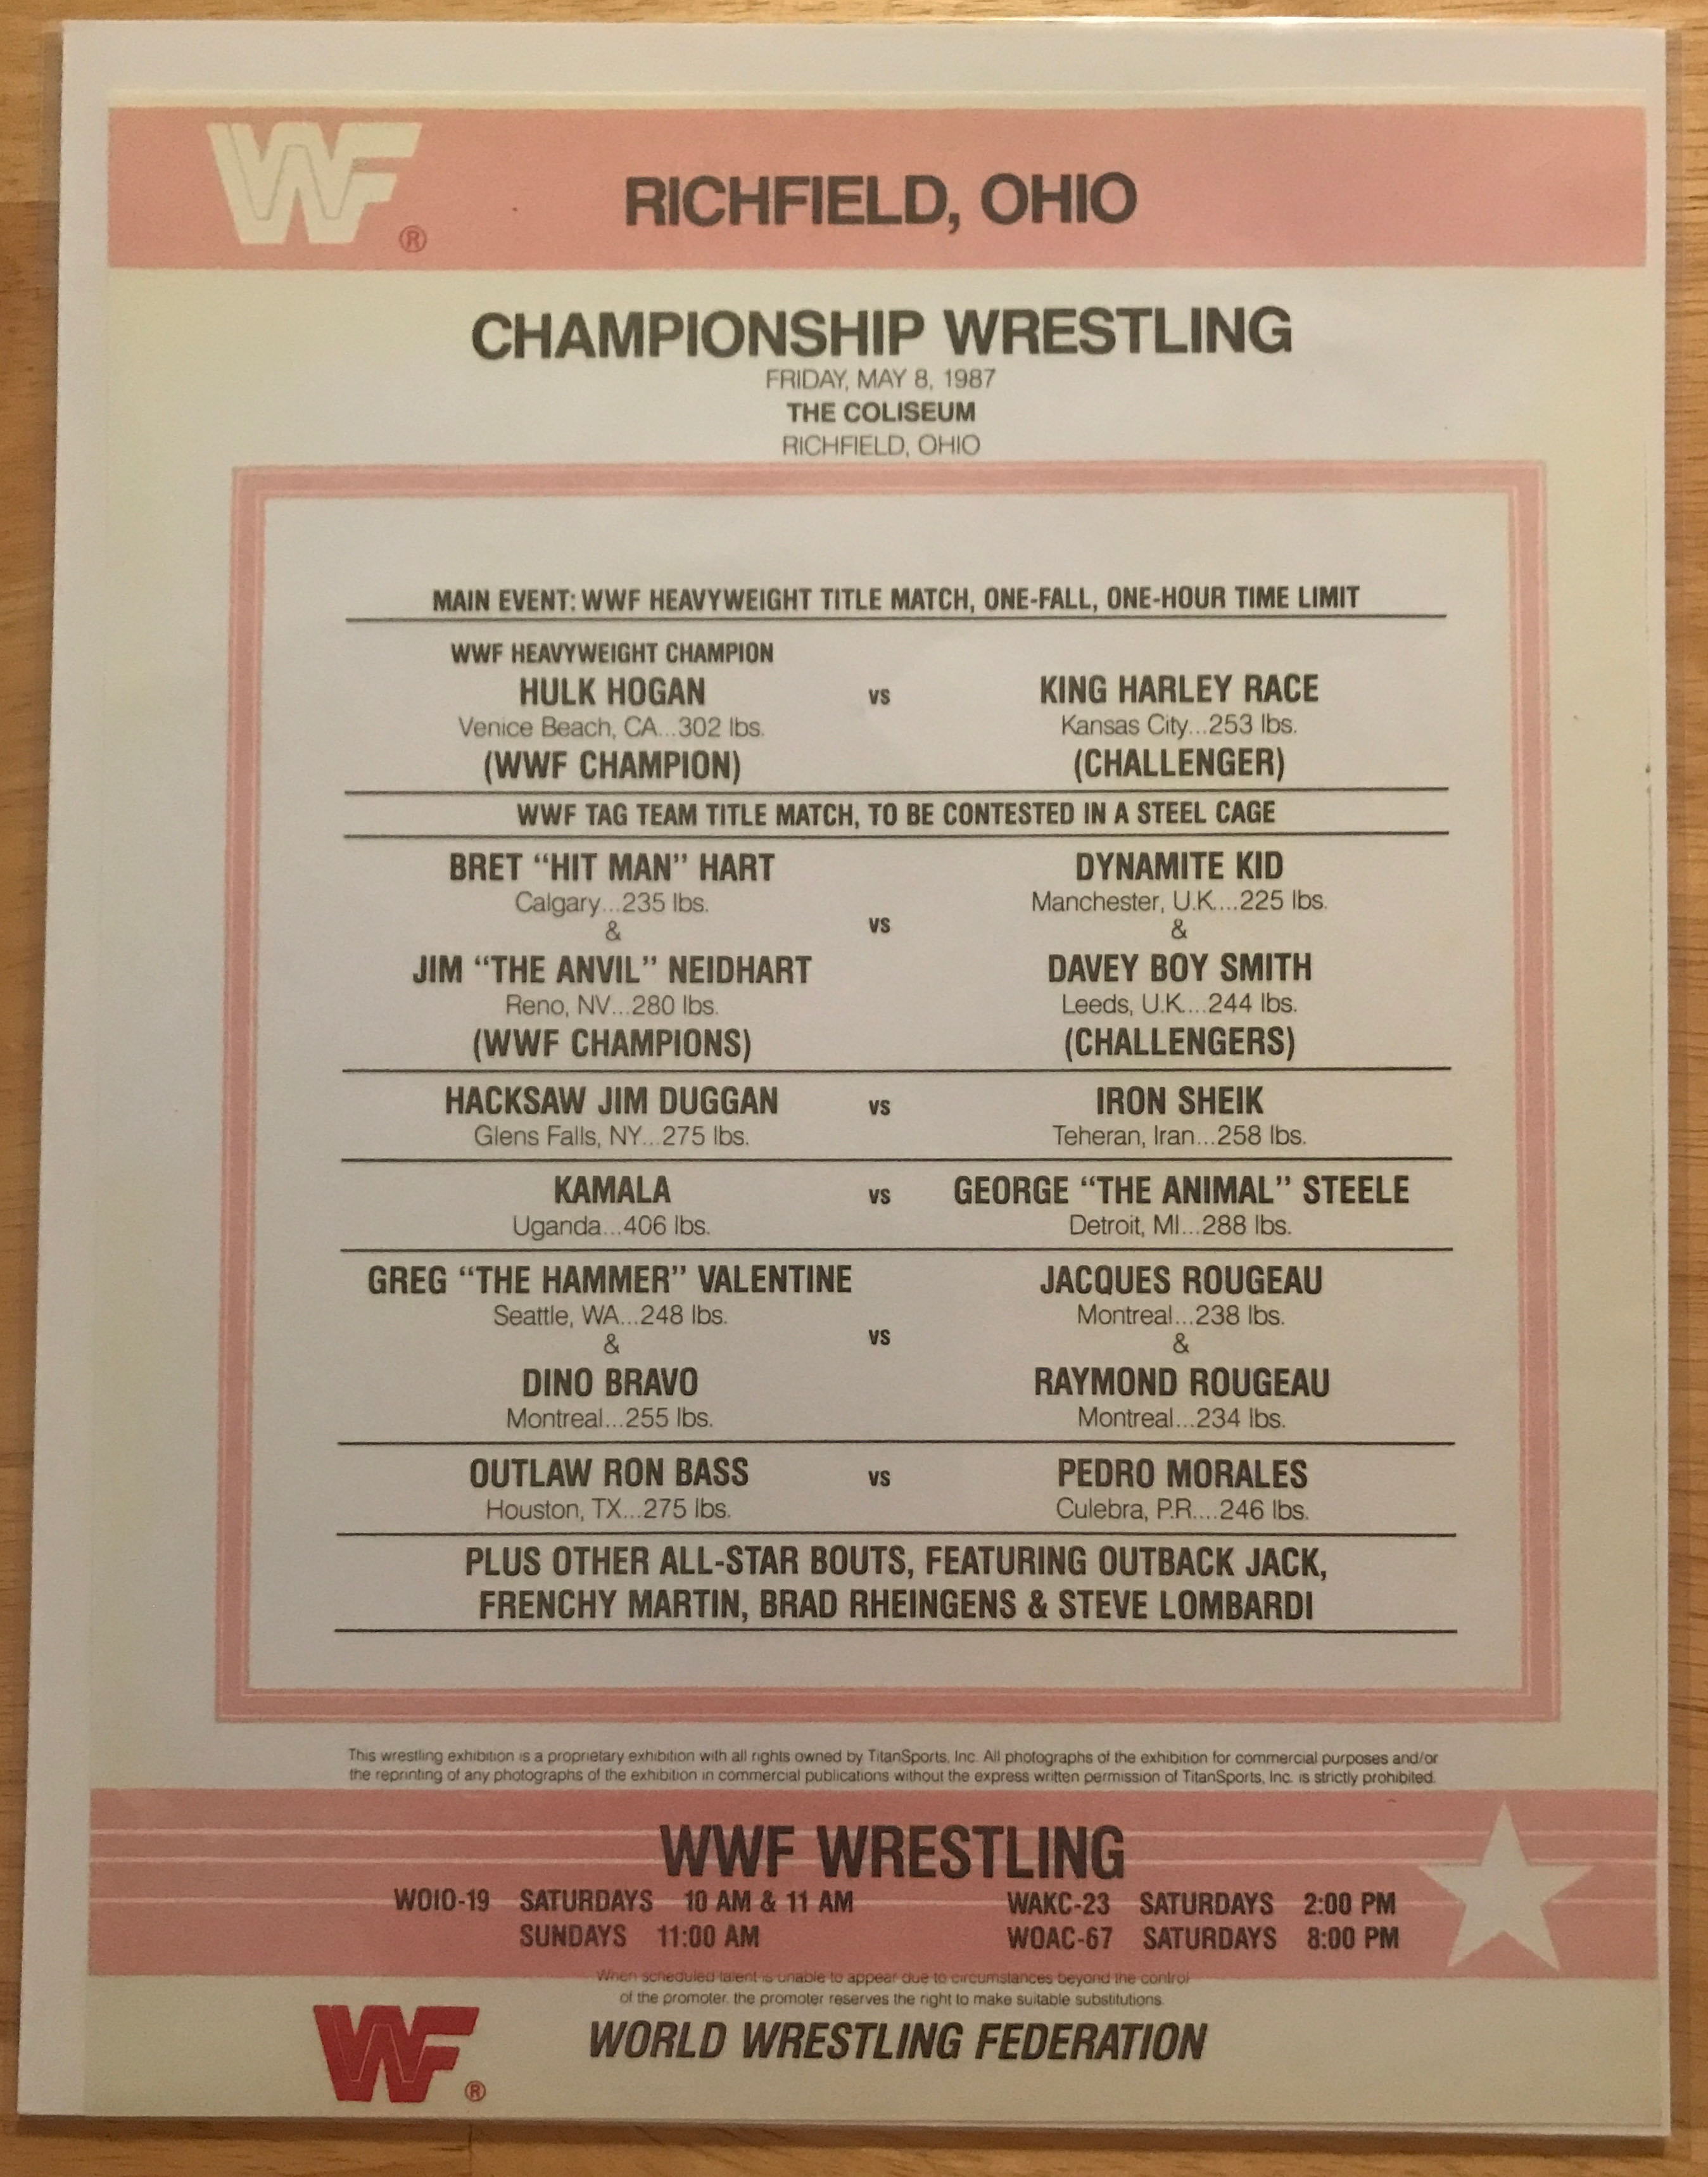 WF ®
RICHFIELD, OHIO
CHAMPIONSHIP WRESTLING
FRIDAY, MAY 8, 1987
THE COLISEUM
RICHFIELD, OHIO
MAIN EVENT: WWF HEAVYWEIGHT TITLE MATCH, ONE-FALL, ONE-HOUR TIME LIMIT
WWF HEAVYWEIGHT CHAMPION
HULK HOGAN vs KING HARLEY RACE
Venice Beach, CA...302 lbs. Kansas City...253 lbs.
(WWF CHAMPION) (CHALLENGER)
WWF TAG TEAM TITLE MATCH, TO BE CONTESTED IN A STEEL CAGE
BRET “HIT MAN” HART DYNAMITE KID
Calgary...235 lbs. Manchester, U.K....225 lbs.
& vs &
JIM “THE ANVIL” NEIDHART DAVEY BOY SMITH
Reno, NV...280 lbs. Leeds, U.K....244 lbs.
(WWF CHAMPIONS) (CHALLENGERS)
HACKSAW JIM DUGGAN vs IRON SHEIK
Glens Falls, NY...275 lbs. Teheran, Iran...258 lbs.
KAMALA vs GEORGE “THE ANIMAL” STEELE
Uganda...406 lbs. Detroit, MI...288 lbs.
GREG “THE HAMMER” VALENTINE JACQUES ROUGEAU
Seattle, WA...248 lbs. Montreal...238 lbs.
& vs &
DINO BRAVO RAYMOND ROUGEAU
Montreal...255 lbs. Montreal...234 lbs.
OUTLAW RON BASS vs PEDRO MORALES
Houston, TX...275 lbs. Culebra, P.R....246 lbs.
PLUS OTHER ALL-STAR BOUTS, FEATURING OUTBACK JACK,
FRENCHY MARTIN, BRAD RHEINGENS & STEVE LOMBARDI
This wrestling exhibition is a proprietary exhibition with all rights owned by TitanSports, Inc. All photographs of the exhibition for commercial purposes and/or
the reprinting of any photographs of the exhibition in commercial publications without the express written permission of TitanSports, Inc. is strictly prohibited.
WWF WRESTLING
WOIO-19 SATURDAYS 10 AM & 11 AM WAKC-23 SATURDAYS 2:00 PM
SUNDAYS 11:00 AM WOAC-67 SATURDAYS 8:00 PM
When scheduled talent is unable to appear due to circumstances beyond the control
of the promoter, the promoter reserves the right to make suitable substitutions.
WF ® WORLD WRESTLING FEDERATION